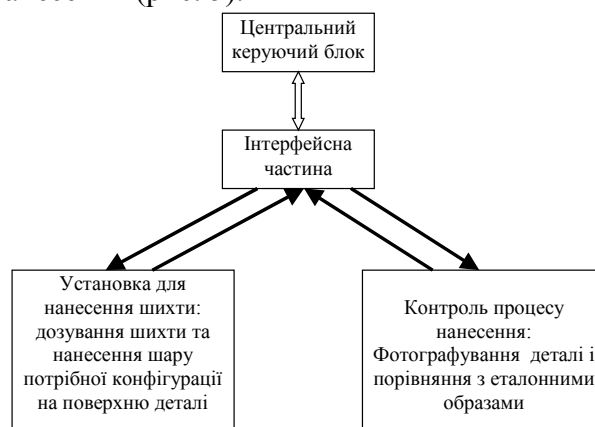 Центральний
керуючий блок
Інтерфейсна
частина
Установка для
нанесення шихти:
дозування шихти та
нанесення шару
потрібної конфігурації
на поверхню деталі
Контроль процесу
нанесення:
Фотографування деталі і
порівняння з еталонними
образами